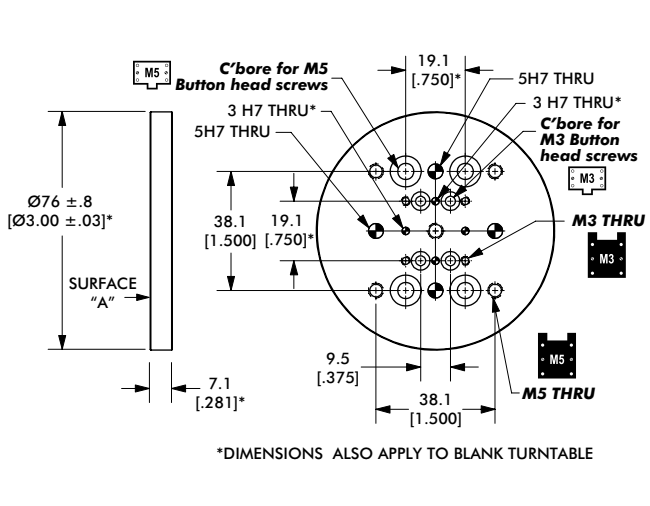 M5
C'bore for M5
Button head screws
19.1
[.750]*
5H7 THRU
3 H7 THRU*
3 H7 THRU*
5H7 THRU
C'bore for
M3 Button
head screws
M3
Ø76 ±.8
[Ø3.00 ±.03]*
38.1
[1.500]
19.1
[.750]*
M3 THRU
M3
SURFACE
"A"
9.5
[.375]
M5
7.1
[.281]*
M5 THRU
38.1
[1.500]
*DIMENSIONS ALSO APPLY TO BLANK TURNTABLE